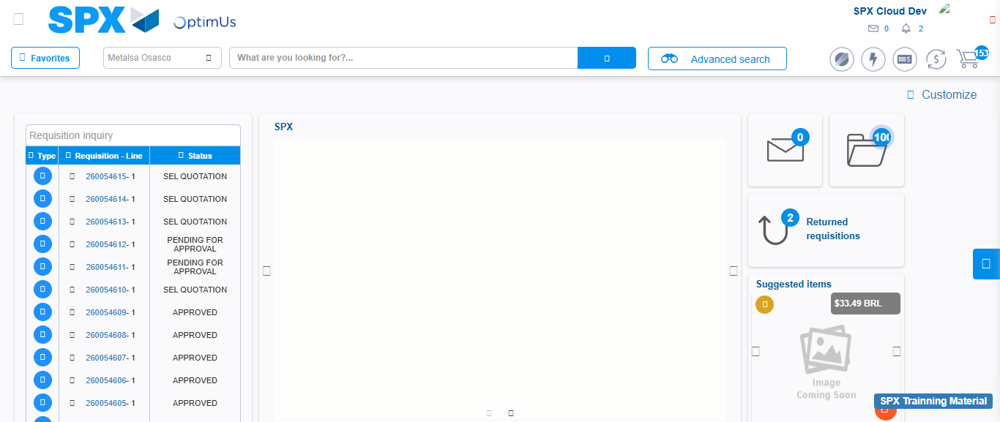 SPX OptimUs
SPX Cloud Dev
0 2
Favorites
Metalsa Osasco
What are you looking for?...
Advanced search
153
Customize
Requisition inquiry
Type Requisition - Line Status
260054615- 1 SEL QUOTATION
260054614- 1 SEL QUOTATION
260054613- 1 SEL QUOTATION
260054612- 1 PENDING FOR
APPROVAL
260054611- 1 PENDING FOR
APPROVAL
260054610- 1 SEL QUOTATION
260054609- 1 APPROVED
260054608- 1 APPROVED
260054607- 1 APPROVED
260054606- 1 APPROVED
260054605- 1 APPROVED
SPX
0
2
Returned
requisitions
Suggested items
$33.49 BRL
Image
Coming Soon
SPX Trainning Material